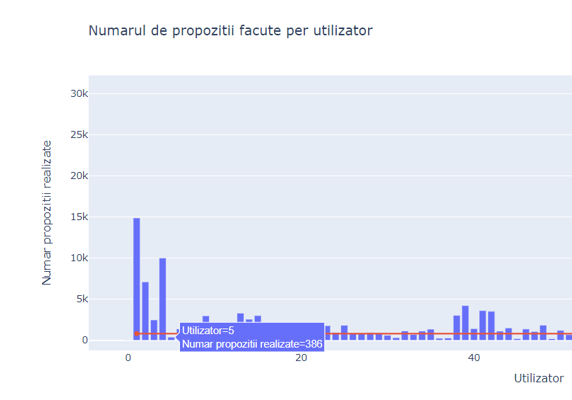 Numarul de propozitii facute per utilizator
Numar propozitii realizate
30k
25k
20k
15k
10k
5k
0
Utilizator=5
Numar propozitii realizate=386
0
20
40
Utilizator